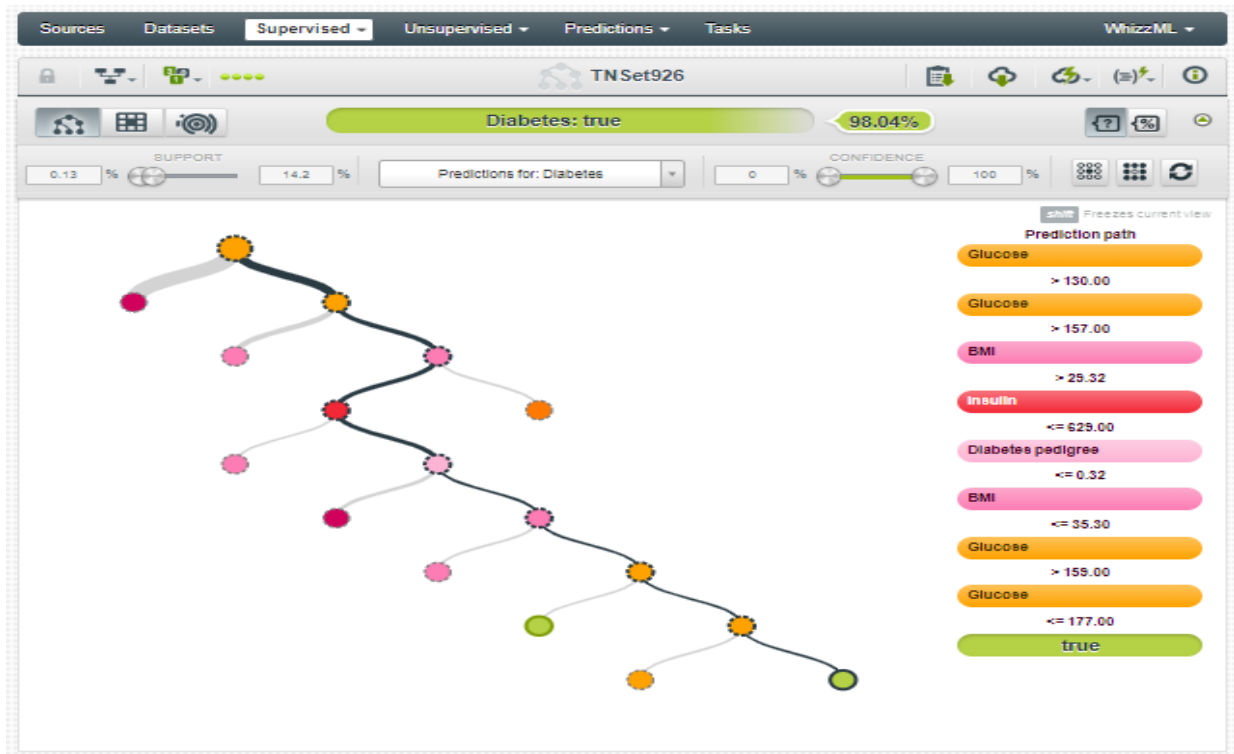 Sources Datasets Supervised Unsupervised Predictions Tasks WhizzML
TNSet926
Diabetes: true 98.04%
SUPPORT CONFIDENCE
0.13 % 14.2 % Predictions for: Diabetes 0 % 100 %
shift Freezes current view
Prediction path
Glucose
> 130.00
Glucose
> 157.00
BMI
> 29.32
Insulin
<= 629.00
Diabetes pedigree
<= 0.32
BMI
<= 35.30
Glucose
> 159.00
Glucose
<= 177.00
true